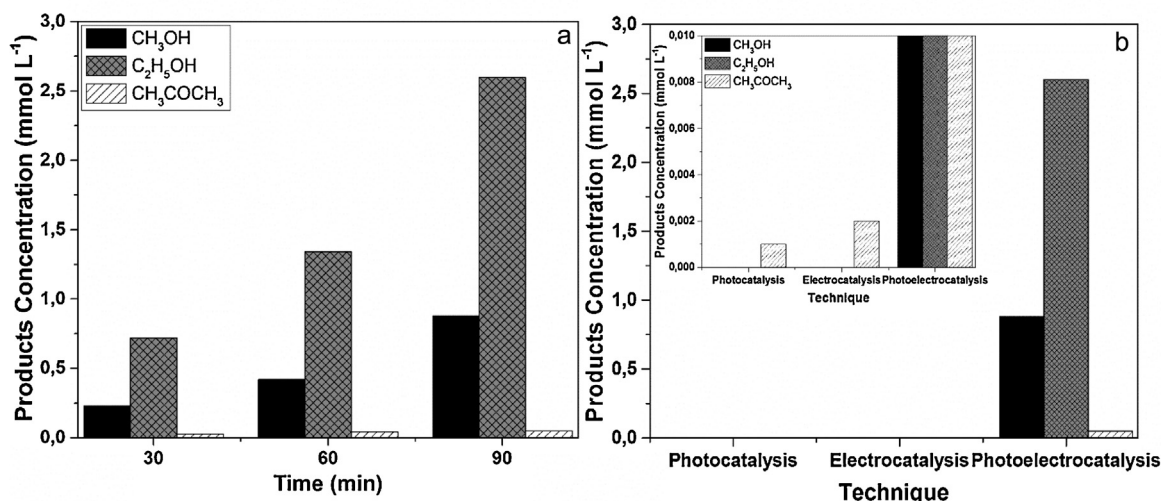 a
CH₃OH
C₂H₅OH
CH₃COCH₃
Products Concentration (mmol L⁻¹)
3,0
2,5
2,0
1,5
1,0
0,5
0,0
30 60 90
Time (min)
b
Products Concentration (mmol L⁻¹)
3,0
2,5
2,0
1,5
1,0
0,5
0,0
CH₃OH
C₂H₅OH
CH₃COCH₃
Products Concentration (mmol L⁻¹)
0,010
0,008
0,006
0,004
0,002
0,000
Photocatalysis Electrocatalysis Photoelectrocatalysis
Technique
Photocatalysis Electrocatalysis Photoelectrocatalysis
Technique